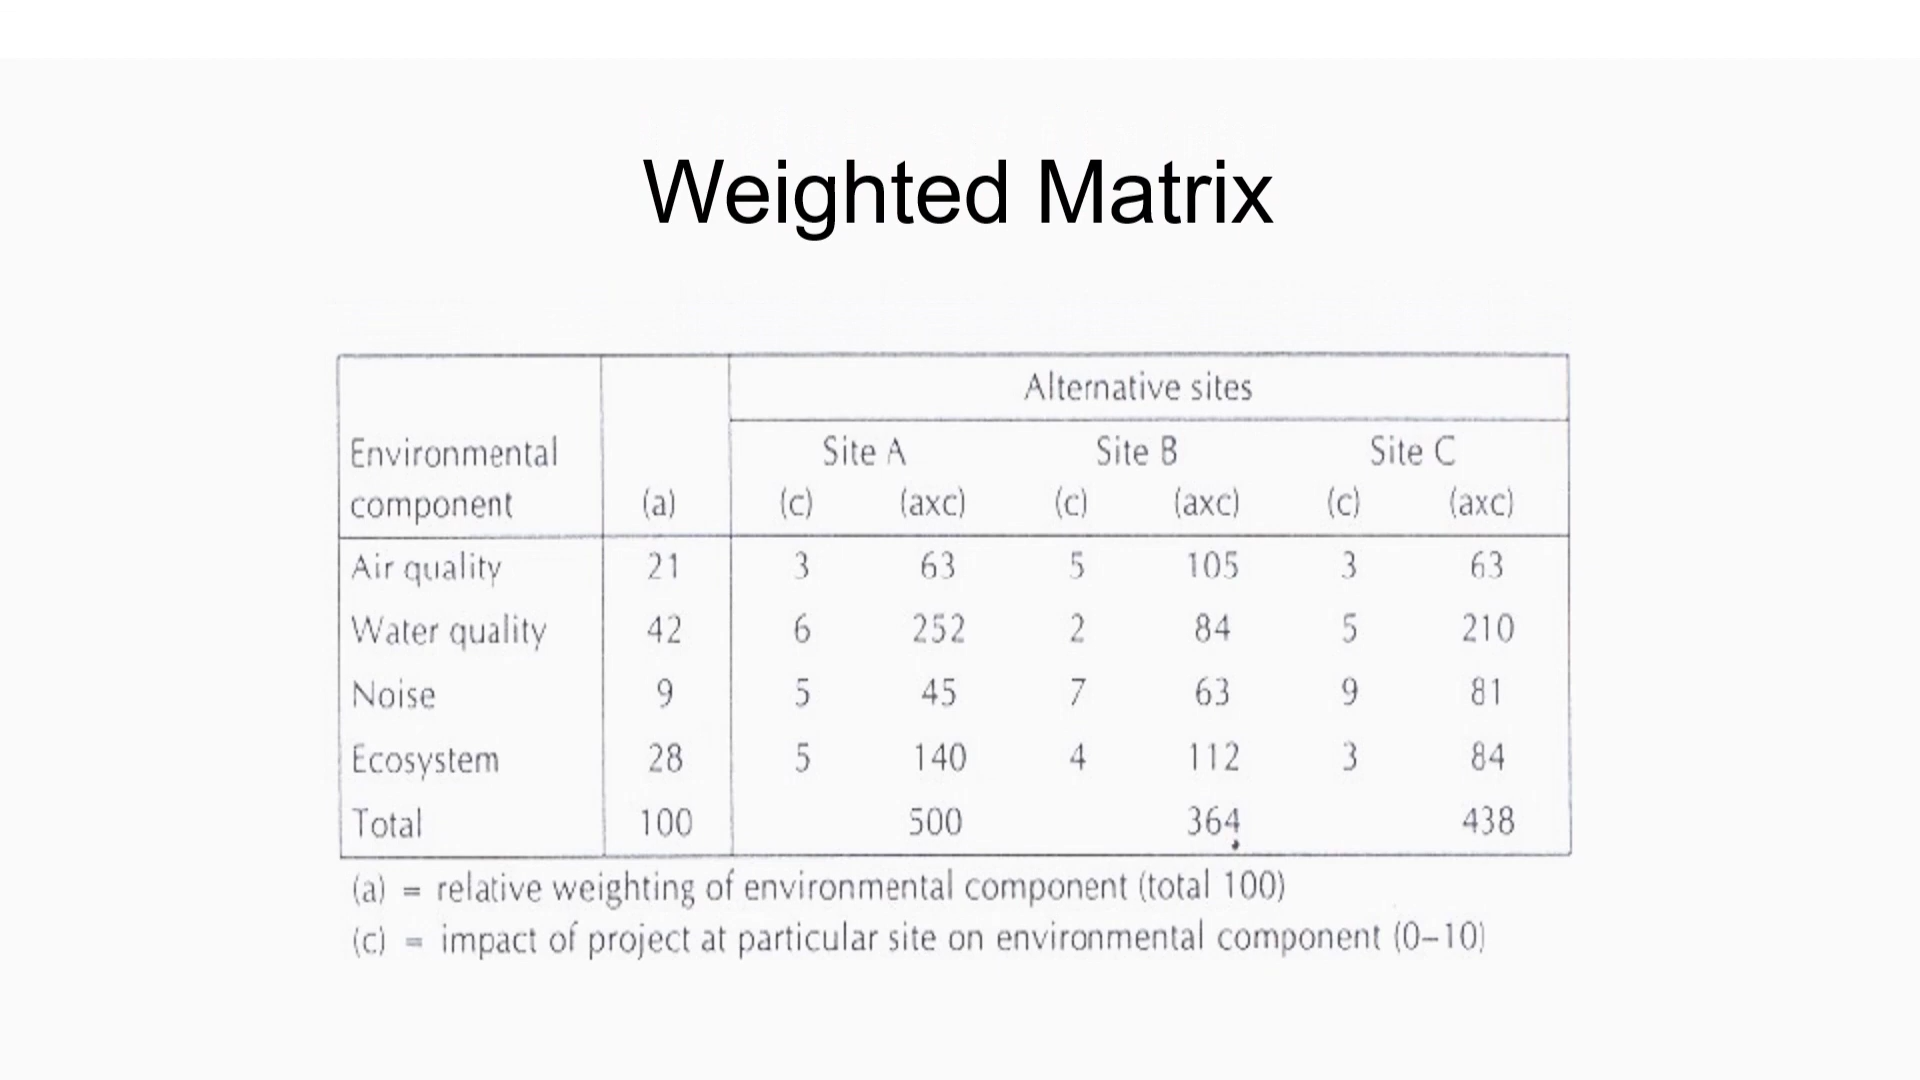 Weighted Matrix
Alternative sites
Environmental Site A Site B Site C
component (a) (c) (axc) (c) (axc) (c) (axc)
Air quality 21 3 63 5 105 3 63
Water quality 42 6 252 2 84 5 210
Noise 9 5 45 7 63 9 81
Ecosystem 28 5 140 4 112 3 84
Total 100 500 364 438
(a) = relative weighting of environmental component (total 100)
(c) = impact of project at particular site on environmental component (0–10)